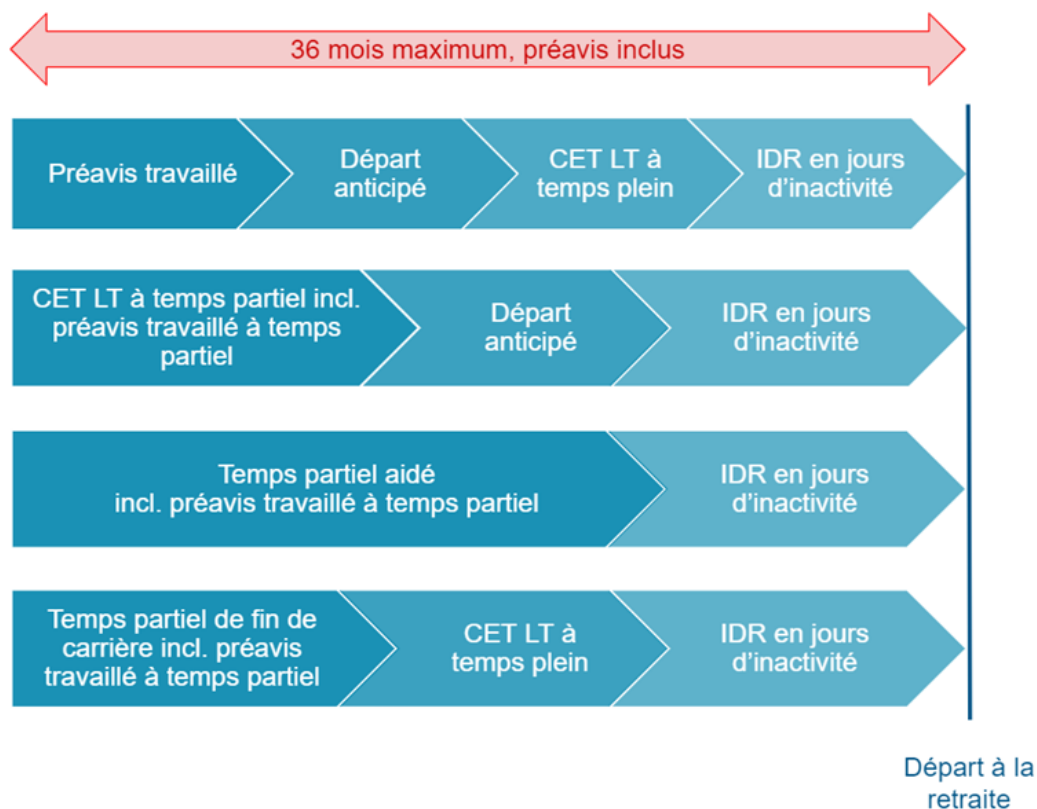 36 mois maximum, préavis inclus
Préavis travaillé
Départ
anticipé
CET LT à
temps plein
IDR en jours
d'inactivité
CET LT à temps partiel incl.
préavis travaillé à temps
partiel
Départ
anticipé
IDR en jours
d'inactivité
Temps partiel aidé
incl. préavis travaillé à temps partiel
IDR en jours
d'inactivité
Temps partiel de fin de
carrière incl. préavis
travaillé à temps partiel
CET LT à
temps plein
IDR en jours
d'inactivité
Départ à la
retraite